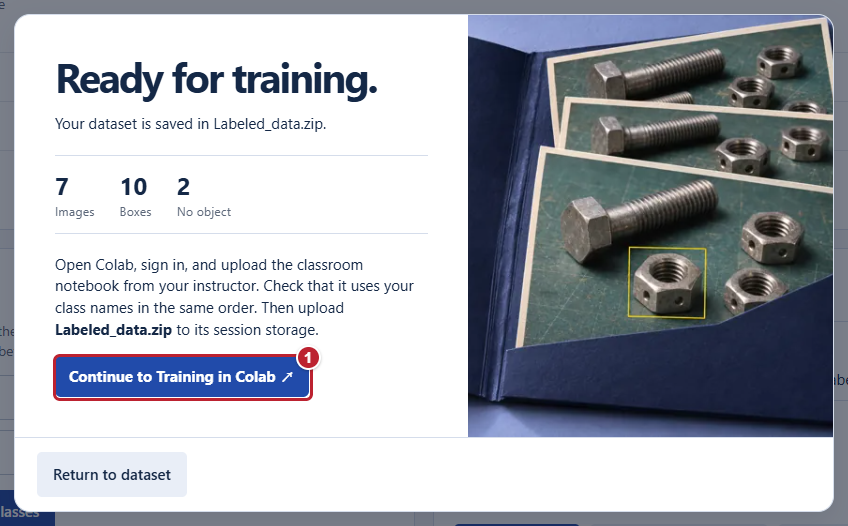 Ready for training.
Your dataset is saved in Labeled_data.zip.
7
10
2
Images
Boxes
No object
Open Colab, sign in, and upload the classroom
notebook from your instructor. Check that it uses your
class names in the same order. Then upload
Labeled_data.zip to its session storage.
1
Continue to Training in Colab ↗
Return to dataset